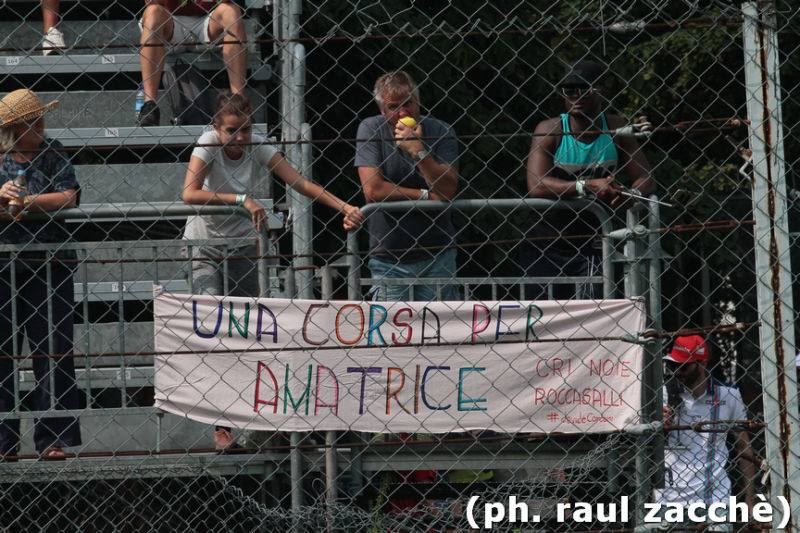 UNA CORSA PER
AMATRICE
CRI NOIE
ROCCAGALLI
(ph. raul zacchè)